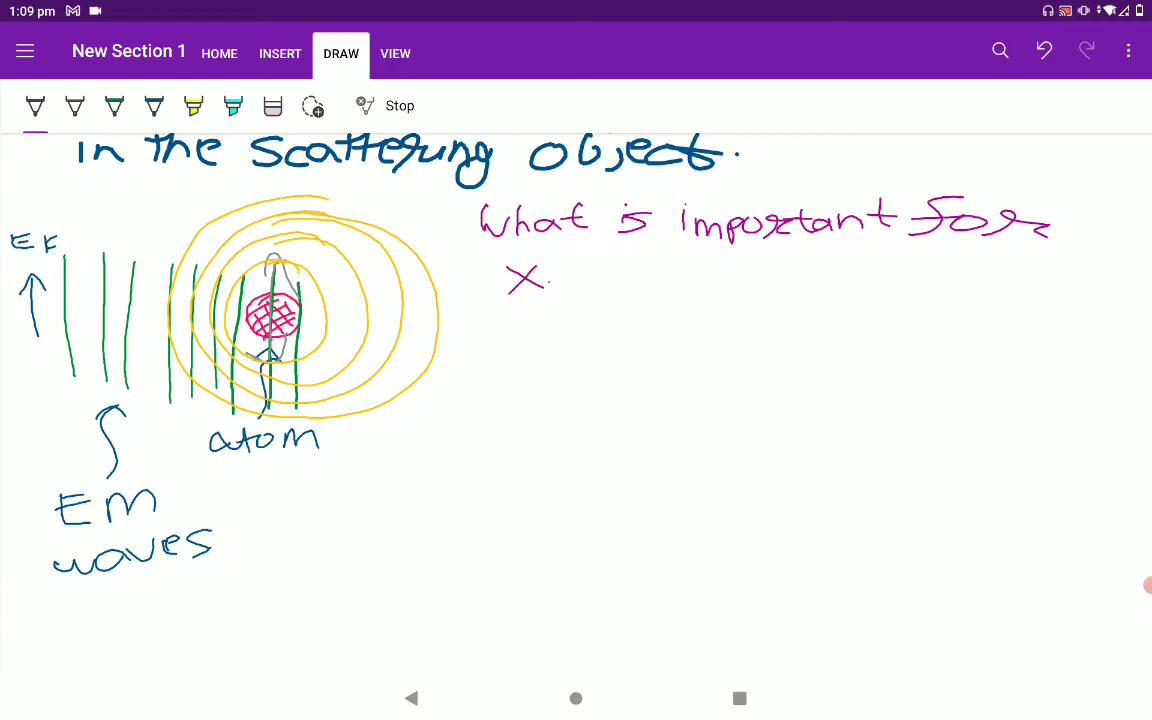 1:09 pm
New Section 1 HOME INSERT DRAW VIEW
Stop
in the scattering object.
What is important for
X
EF
atom
EM
waves